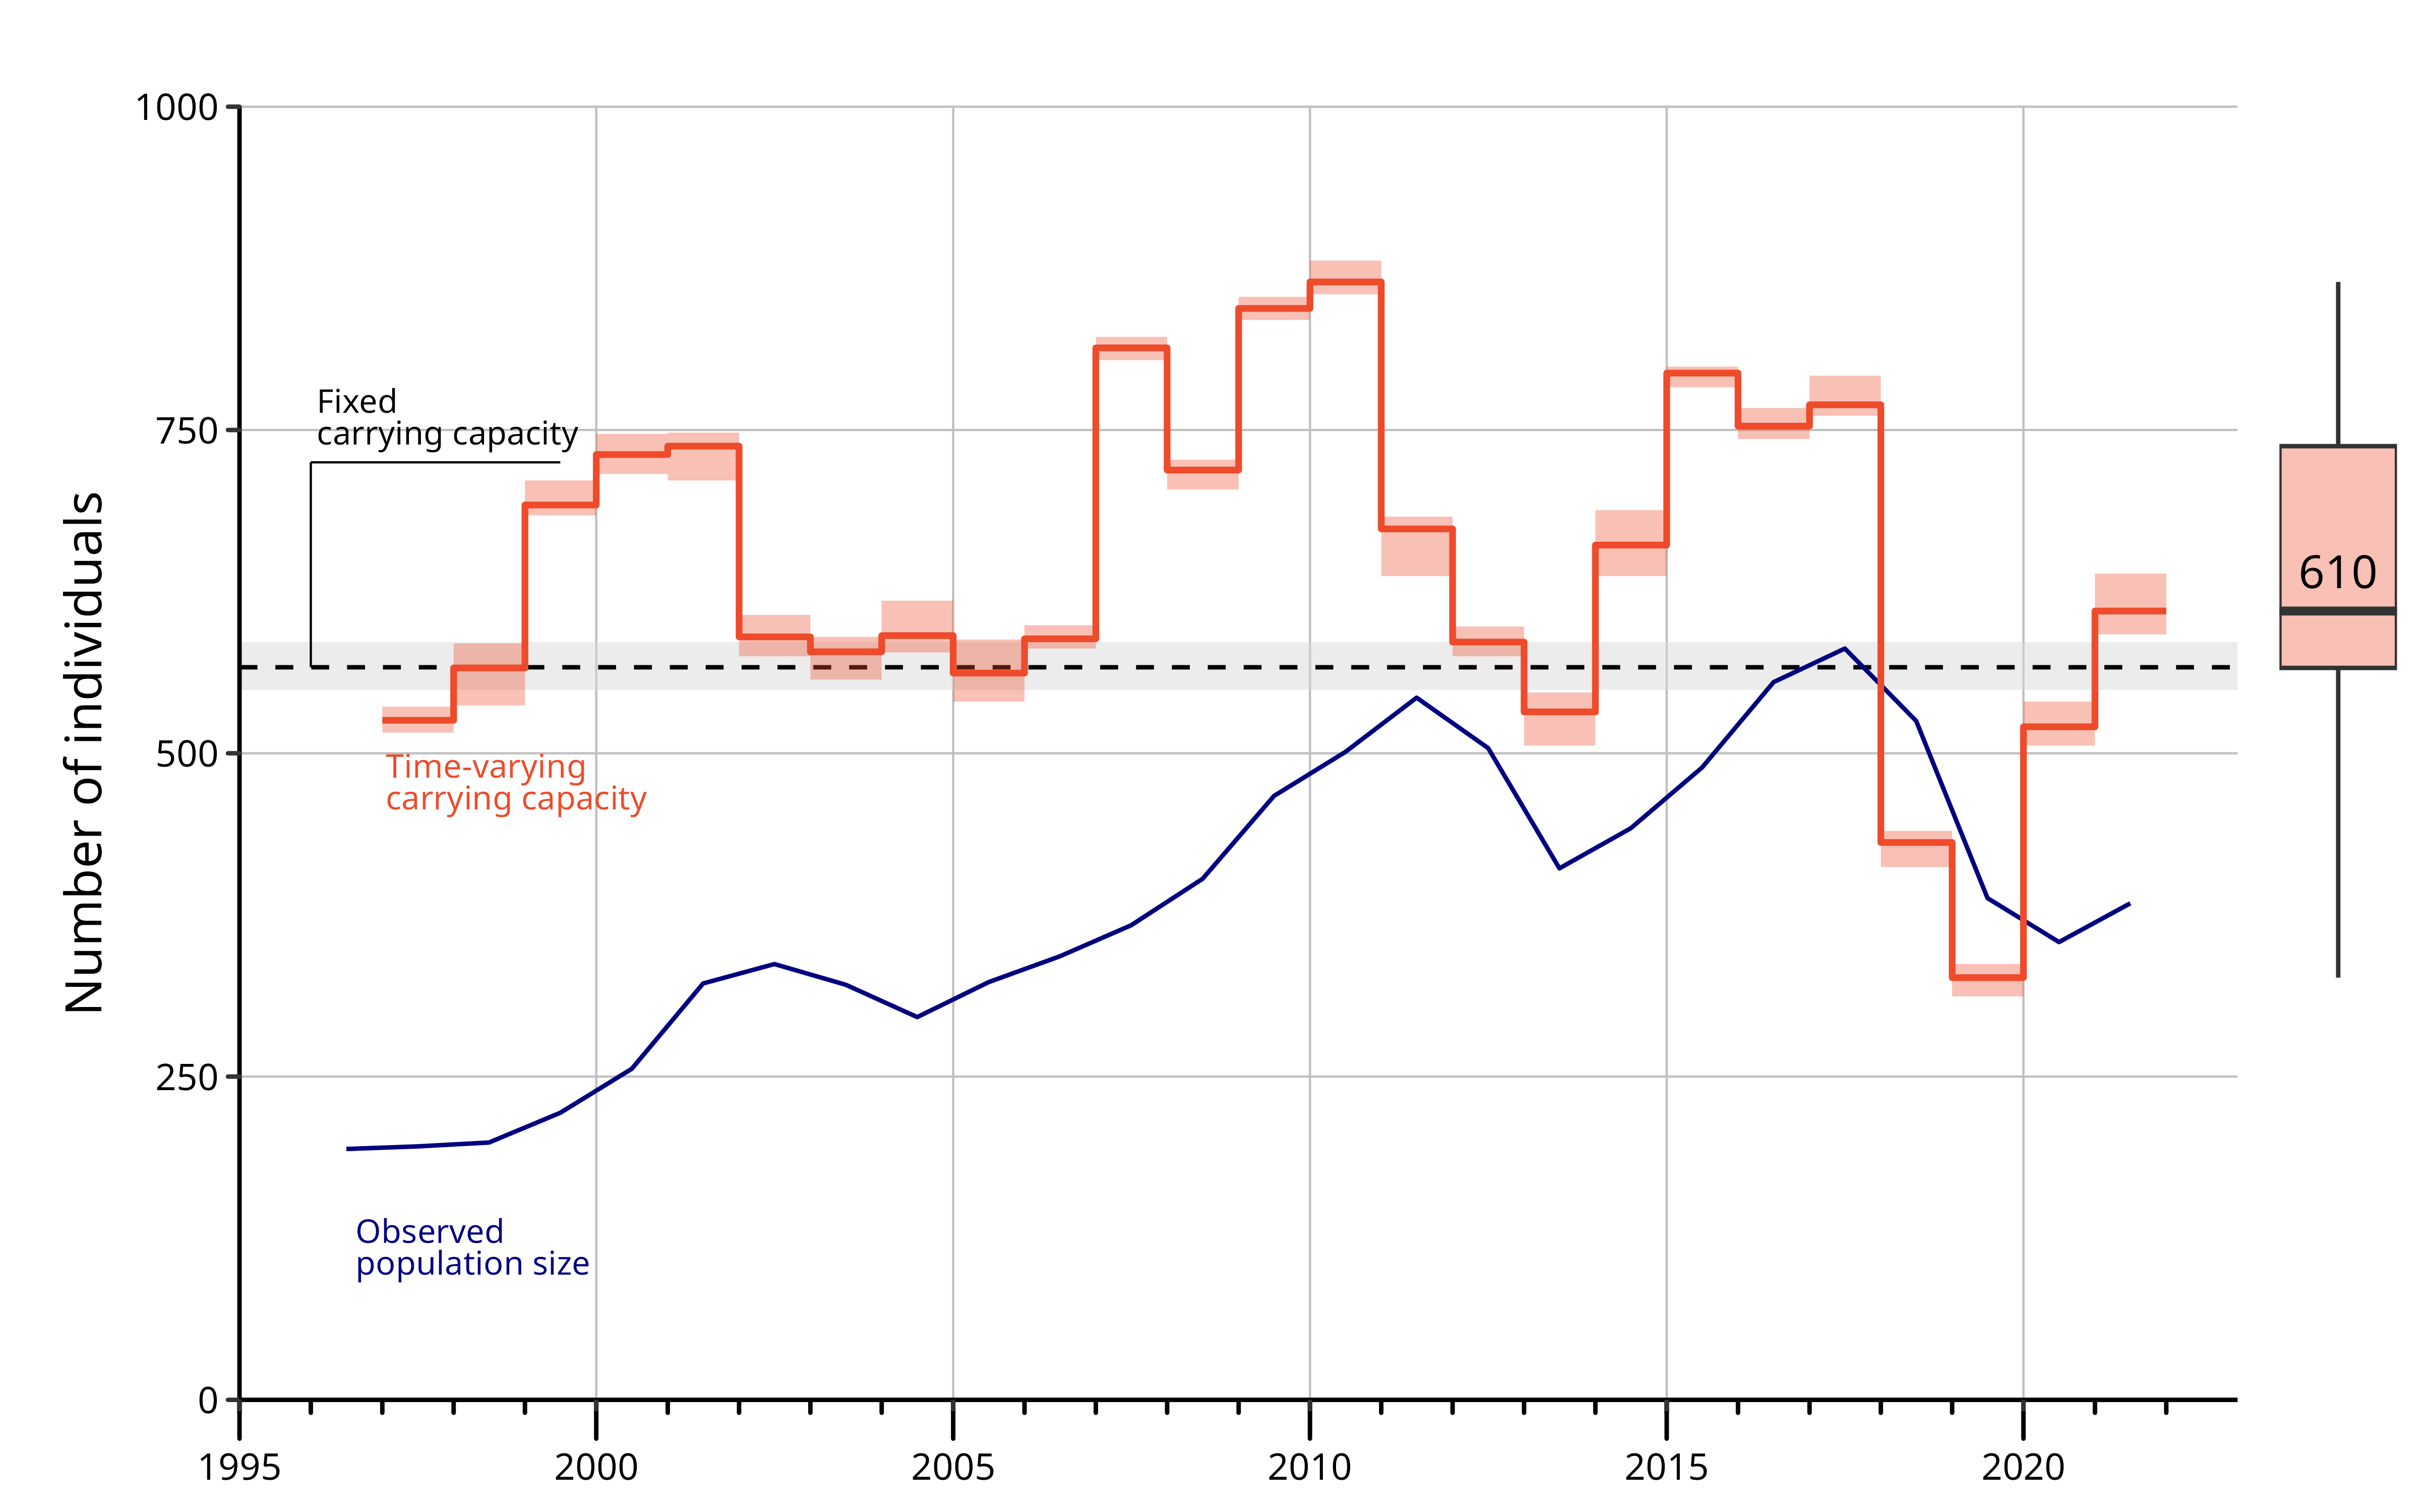 1000
750
500
250
0
Number of individuals
Fixed
carrying capacity
Time-varying
carrying capacity
Observed
population size
610
1995
2000
2005
2010
2015
2020